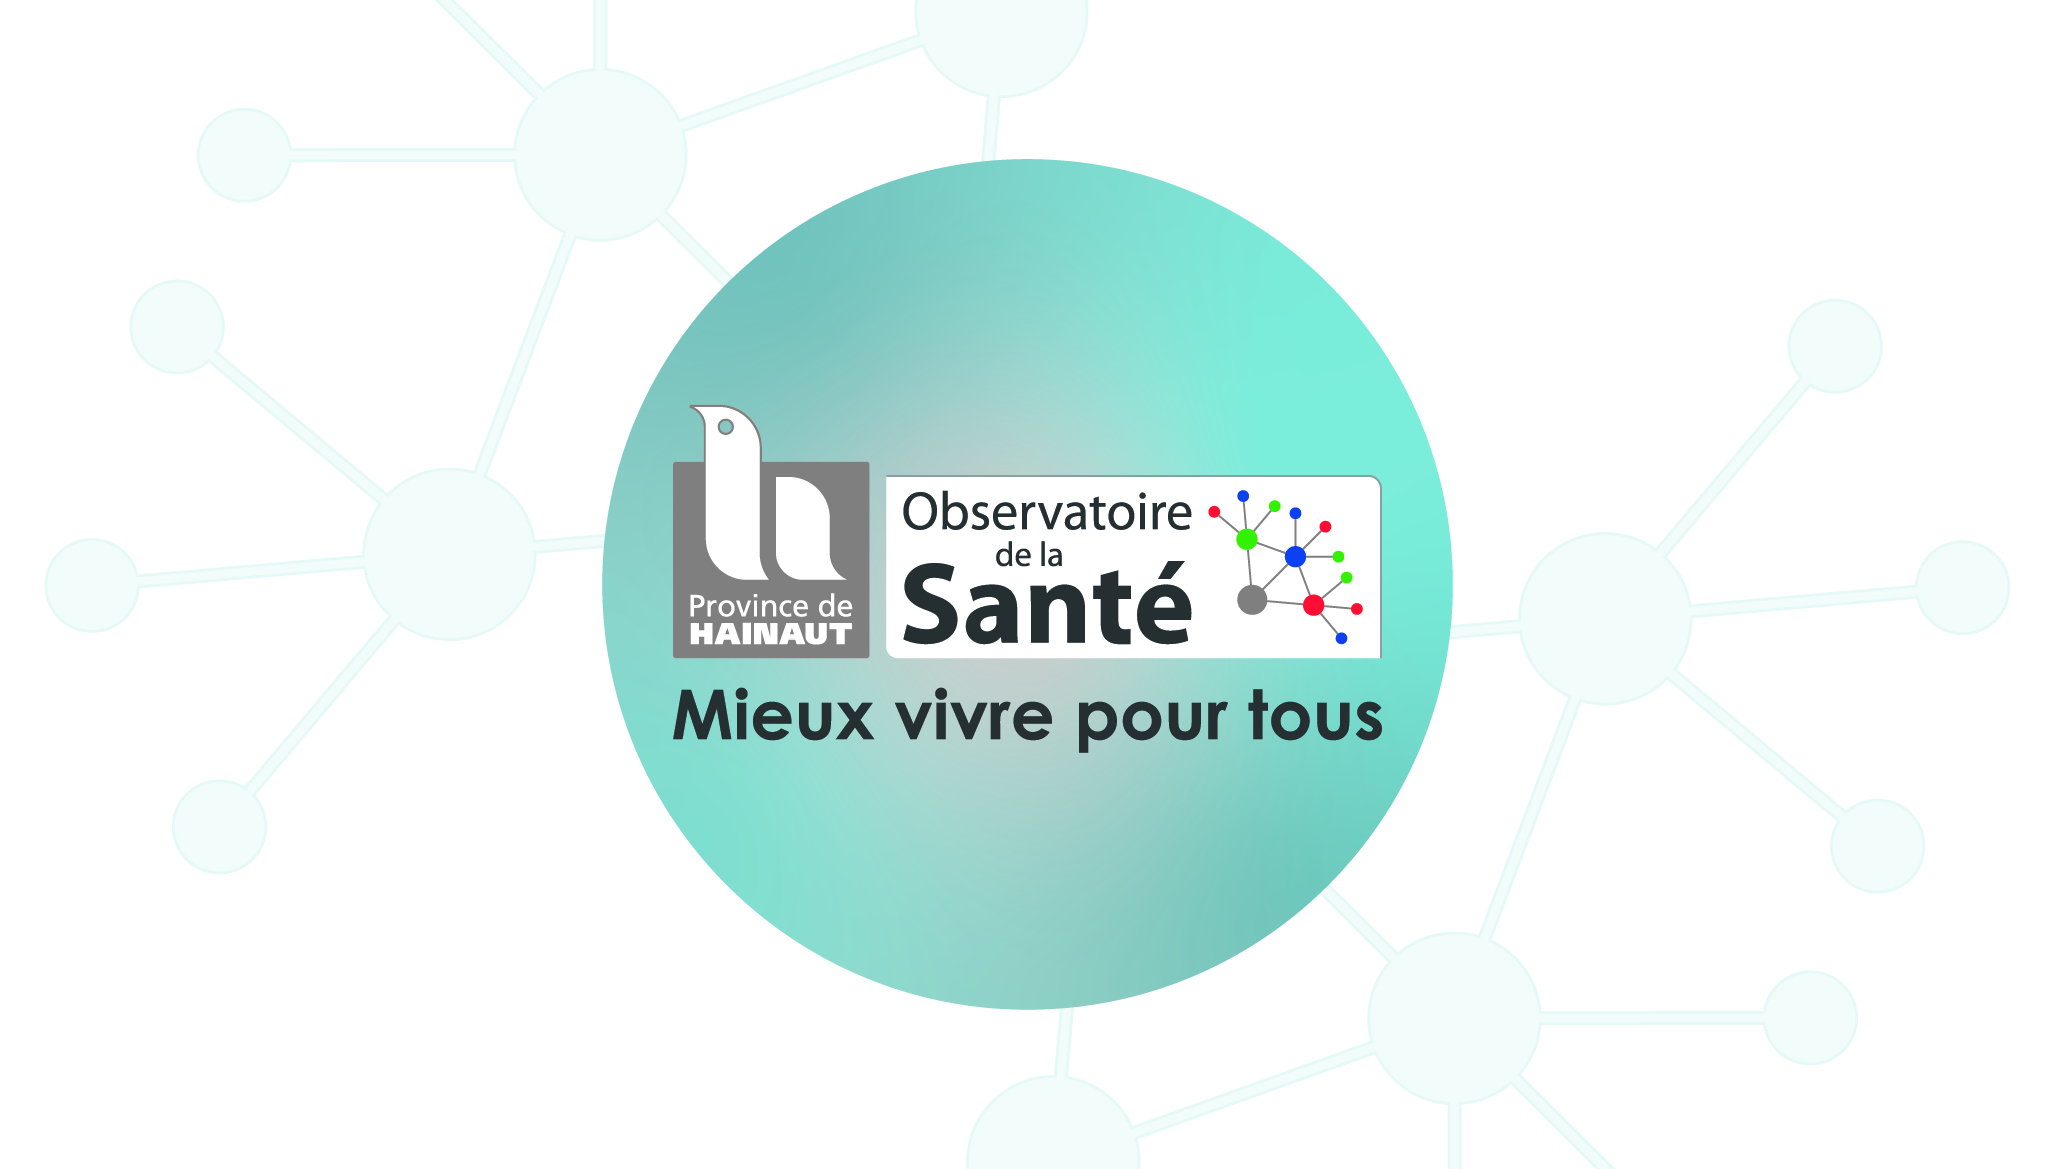 Province de
HAINAUT
Observatoire
de la
Santé
Mieux vivre pour tous